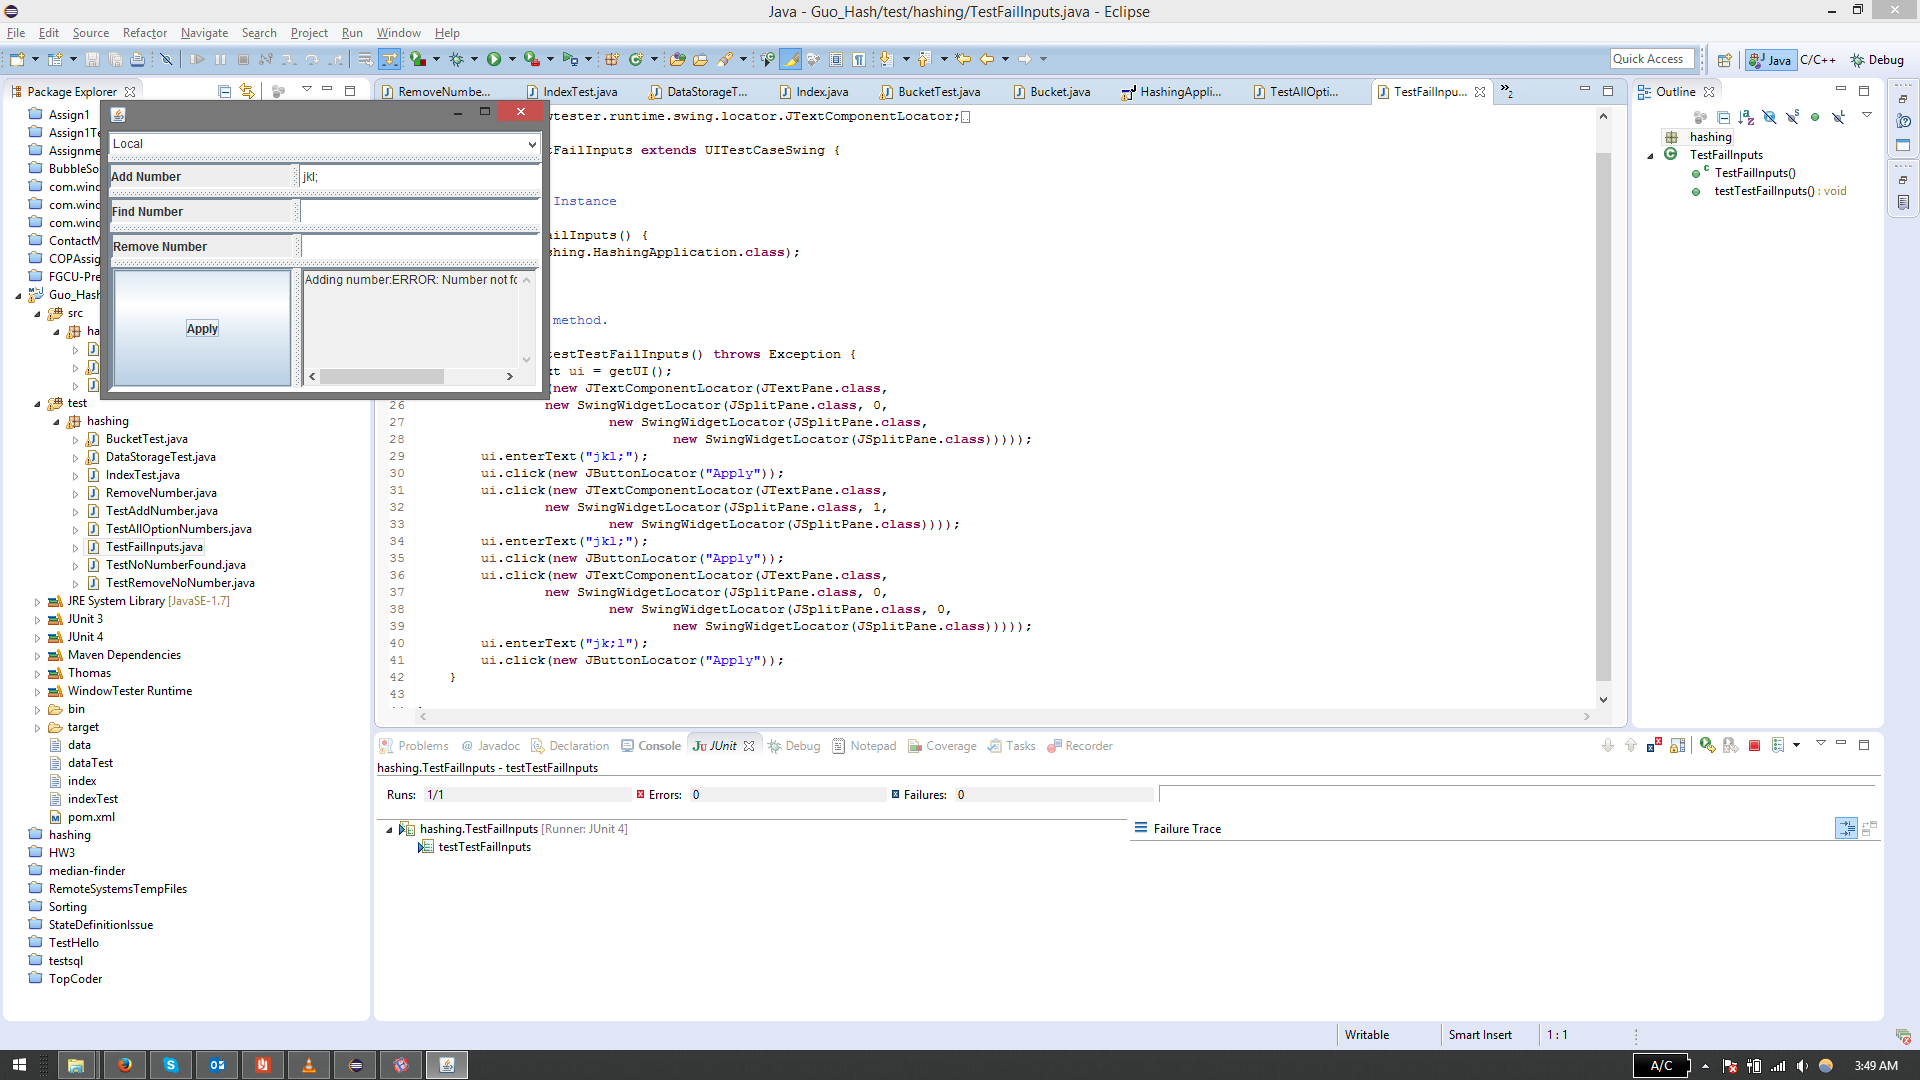 Java - Guo_Hash/test/hashing/TestFailInputs.java - Eclipse
File Edit Source Refactor Navigate Search Project Run Window Help
Quick Access
Java
C/C++
Debug
Package Explorer
RemoveNumbe...
IndexTest.java
DataStorageT...
Index.java
BucketTest.java
Bucket.java
HashingAppli...
TestAllOpti...
TestFailInpu...
»2
Outline
Assign1
Assign1Te
Assignme
BubbleSo
com.wind
com.wind
com.wind
ContactM
COPAssig
FGCU-Pre
Guo_Hash
src
ha
Local
Add Number
jkl;
Find Number
Remove Number
Apply
Adding number:ERROR: Number not fo
test
hashing
BucketTest.java
DataStorageTest.java
IndexTest.java
RemoveNumber.java
TestAddNumber.java
TestAllOptionNumbers.java
TestFailInputs.java
TestNoNumberFound.java
TestRemoveNoNumber.java
JRE System Library [JavaSE-1.7]
JUnit 3
JUnit 4
Maven Dependencies
Thomas
WindowTester Runtime
bin
target
data
dataTest
index
indexTest
pom.xml
hashing
HW3
median-finder
RemoteSystemsTempFiles
Sorting
StateDefinitionIssue
TestHello
testsql
TopCoder
wtester.runtime.swing.locator.JTextComponentLocator;
tFailInputs extends UITestCaseSwing {
Instance
ailInputs() {
shing.HashingApplication.class);
method.
testTestFailInputs() throws Exception {
xt ui = getUI();
(new JTextComponentLocator(JTextPane.class,
26 new SwingWidgetLocator(JSplitPane.class, 0,
27 new SwingWidgetLocator(JSplitPane.class,
28 new SwingWidgetLocator(JSplitPane.class)))));
29 ui.enterText("jkl;");
30 ui.click(new JButtonLocator("Apply"));
31 ui.click(new JTextComponentLocator(JTextPane.class,
32 new SwingWidgetLocator(JSplitPane.class, 1,
33 new SwingWidgetLocator(JSplitPane.class))));
34 ui.enterText("jkl;");
35 ui.click(new JButtonLocator("Apply"));
36 ui.click(new JTextComponentLocator(JTextPane.class,
37 new SwingWidgetLocator(JSplitPane.class, 0,
38 new SwingWidgetLocator(JSplitPane.class, 0,
39 new SwingWidgetLocator(JSplitPane.class)))));
40 ui.enterText("jk;l");
41 ui.click(new JButtonLocator("Apply"));
42 }
43
hashing
TestFailInputs
TestFailInputs()
testTestFailInputs() : void
Problems
@ Javadoc
Declaration
Console
JUnit
Debug
Notepad
Coverage
Tasks
Recorder
hashing.TestFailInputs - testTestFailInputs
Runs: 1/1
Errors: 0
Failures: 0
hashing.TestFailInputs [Runner: JUnit 4]
testTestFailInputs
Failure Trace
Writable
Smart Insert
1 : 1
A/C
3:49 AM